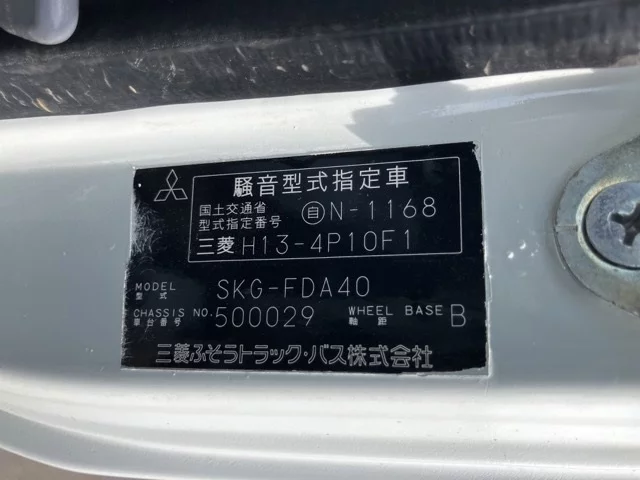 騒音型式指定車
国土交通省
型式指定番号 自N-1168
三菱 H13-4P10F1
MODEL
型式 SKG-FDA40
CHASSIS NO.
車台番号 500029 WHEEL BASE
軸距 B
三菱ふそうトラック・バス株式会社